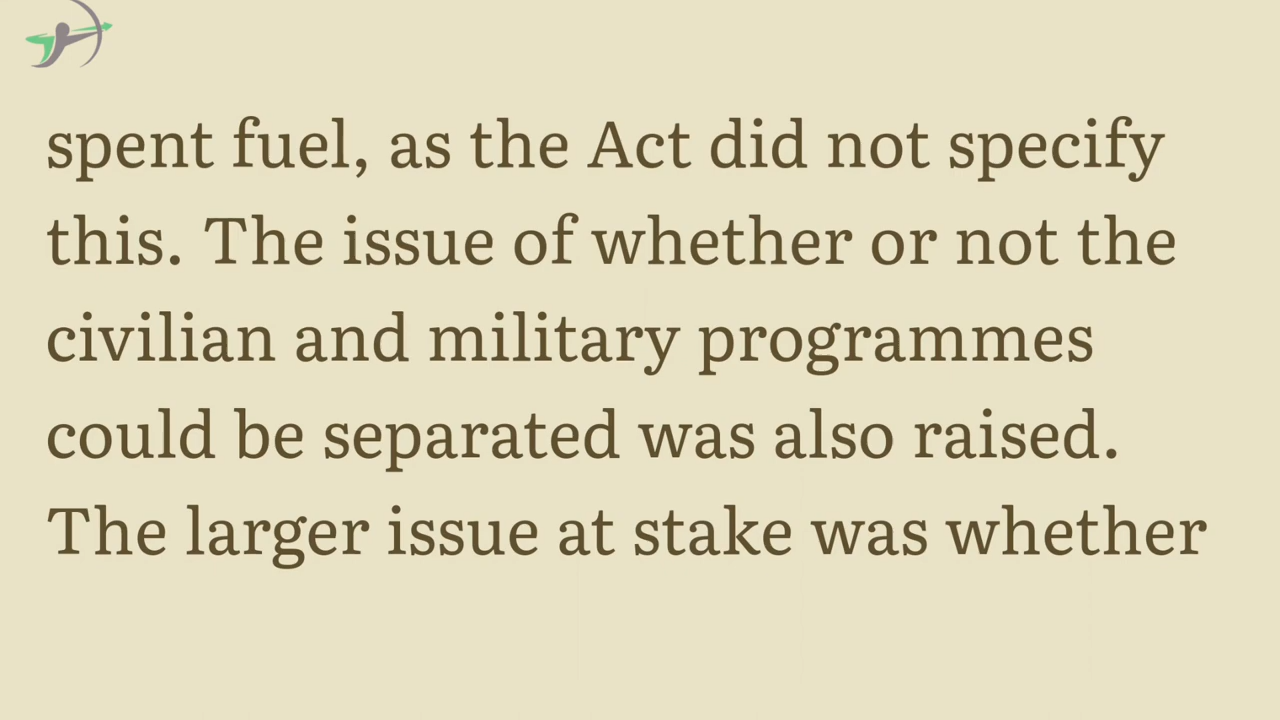 spent fuel, as the Act did not specify
this. The issue of whether or not the
civilian and military programmes
could be separated was also raised.
The larger issue at stake was whether